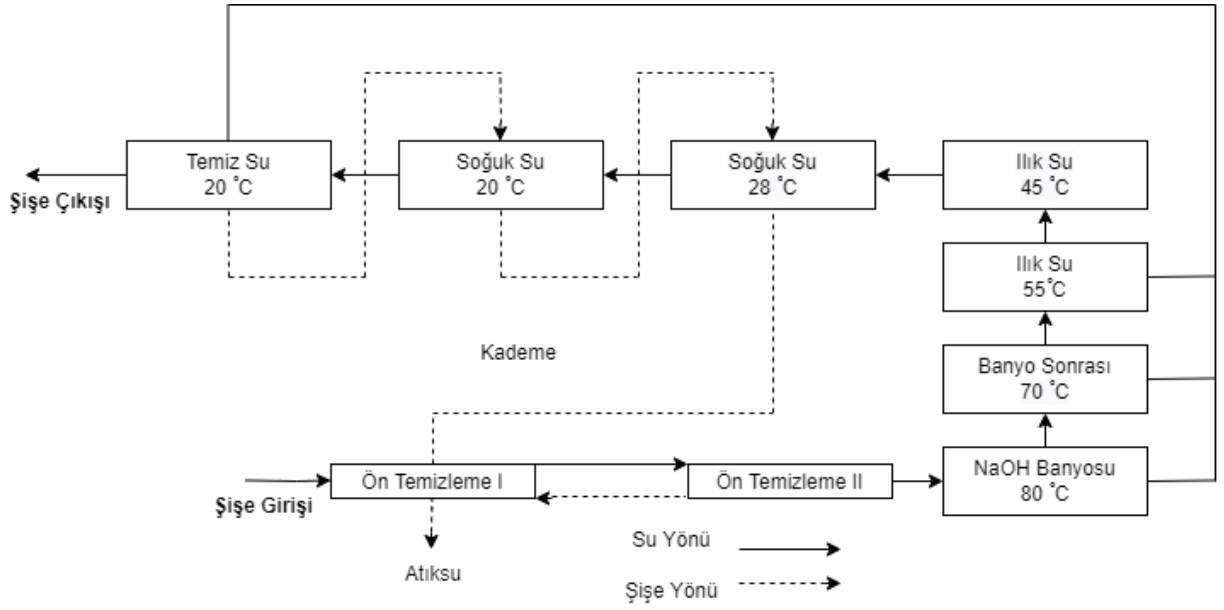 Temiz Su
20 °C
Soğuk Su
20 °C
Soğuk Su
28 °C
Ilık Su
45 °C
Şişe Çıkışı
Ilık Su
55°C
Kademe
Banyo Sonrası
70 °C
Ön Temizleme I
Ön Temizleme II
NaOH Banyosu
80 °C
Şişe Girişi
Su Yönü
Atıksu
Şişe Yönü